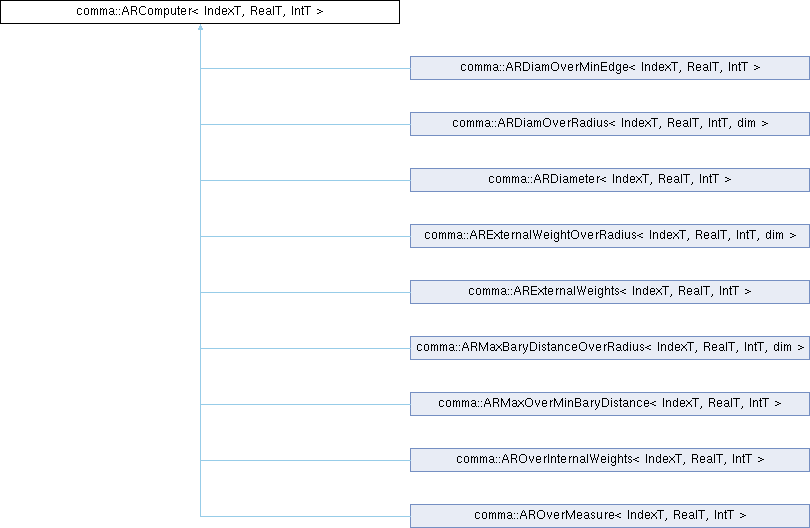 comma::ARComputer< IndexT, RealT, IntT >
comma::ARDiamOverMinEdge< IndexT, RealT, IntT >
comma::ARDiamOverRadius< IndexT, RealT, IntT, dim >
comma::ARDiameter< IndexT, RealT, IntT >
comma::ARExternalWeightOverRadius< IndexT, RealT, IntT, dim >
comma::ARExternalWeights< IndexT, RealT, IntT >
comma::ARMaxBaryDistanceOverRadius< IndexT, RealT, IntT, dim >
comma::ARMaxOverMinBaryDistance< IndexT, RealT, IntT >
comma::AROverInternalWeights< IndexT, RealT, IntT >
comma::AROverMeasure< IndexT, RealT, IntT >